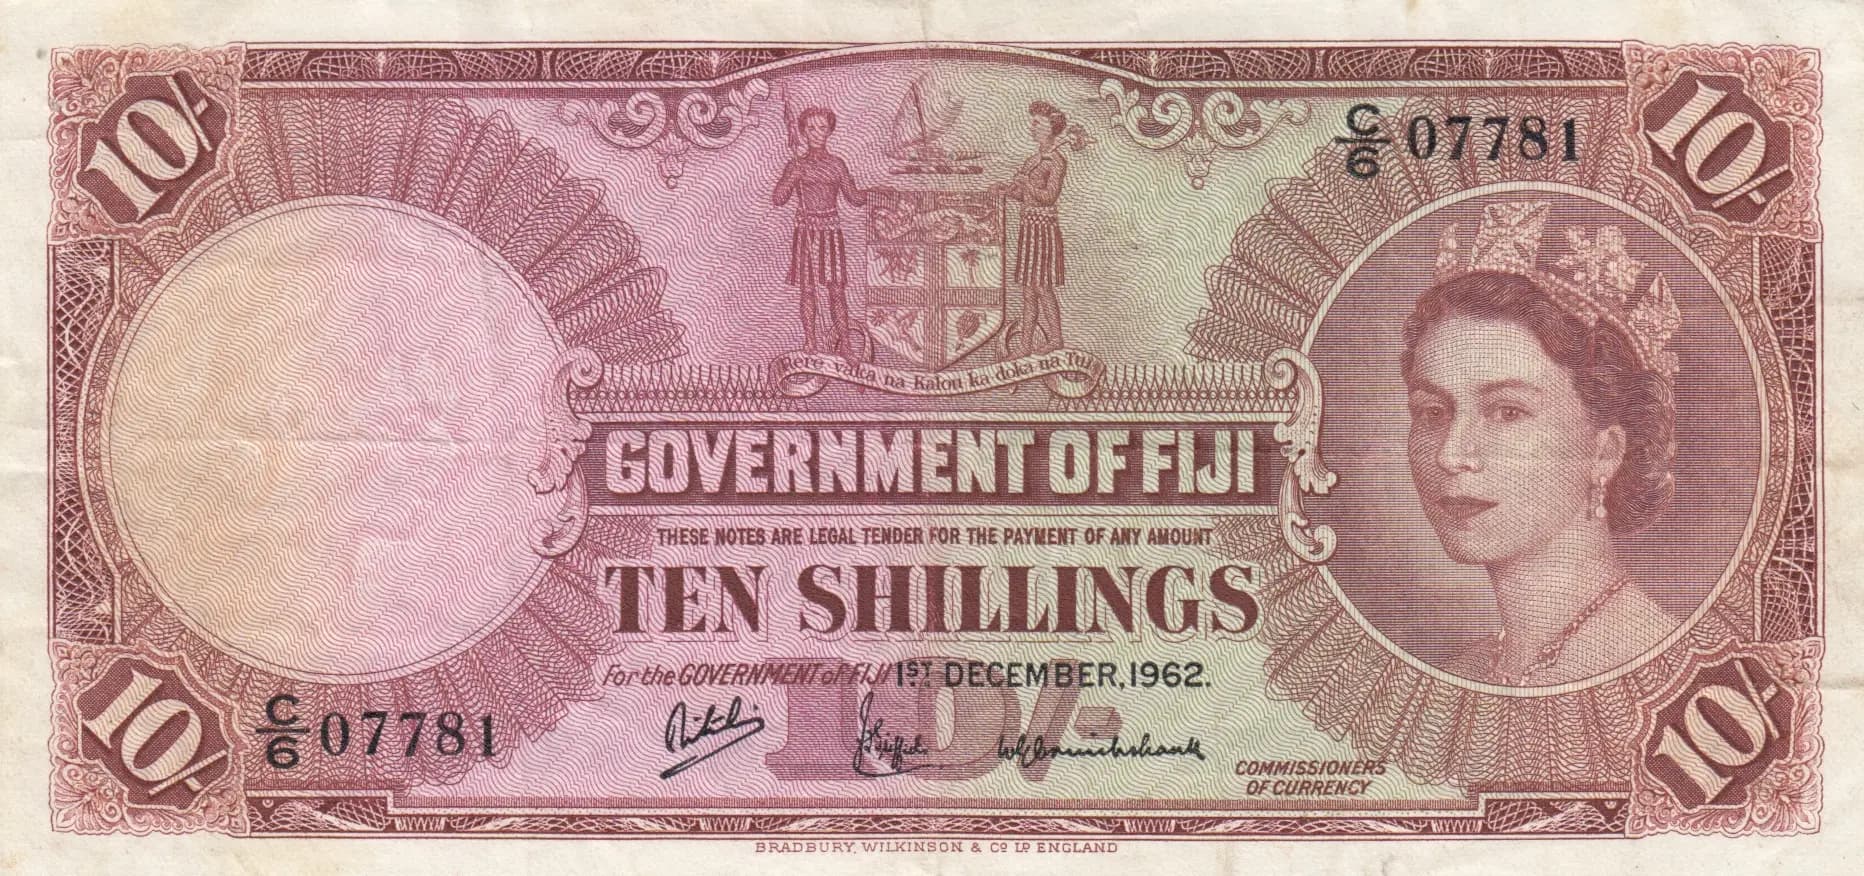 10/-
10/-
C/6 07781
Rere vaka na Kalou ka doka na Tui
GOVERNMENT OF FIJI
THESE NOTES ARE LEGAL TENDER FOR THE PAYMENT OF ANY AMOUNT
TEN SHILLINGS
For the GOVERNMENT of FIJI 1ST DECEMBER, 1962.
10/-
C/6 07781
COMMISSIONERS
OF CURRENCY
10/-
10/-
BRADBURY, WILKINSON & Co Ld ENGLAND